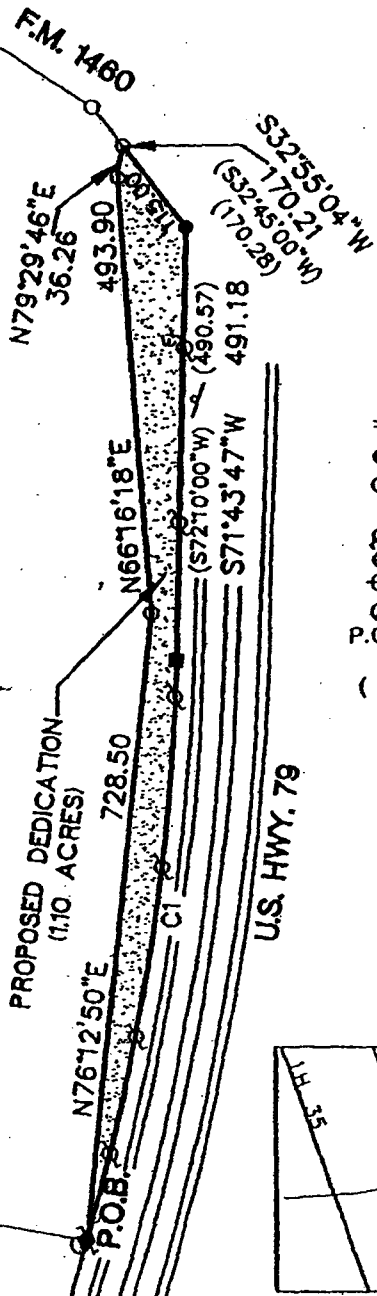 F.M. 1460
N79°29'46"E
36.26
493.90
115.00
S32°55'04"W
170.21
(S32°45'00"W)
(170.28)
N66°16'18"E
(490.57)
491.18
(S72°10'00"W)
S71°43'47"W
PROPOSED DEDICATION
(1.10 ACRES)
728.50
N76°12'50"E
C1
U.S. HWY. 79
P.O.B.
I.H. 35
P.
(